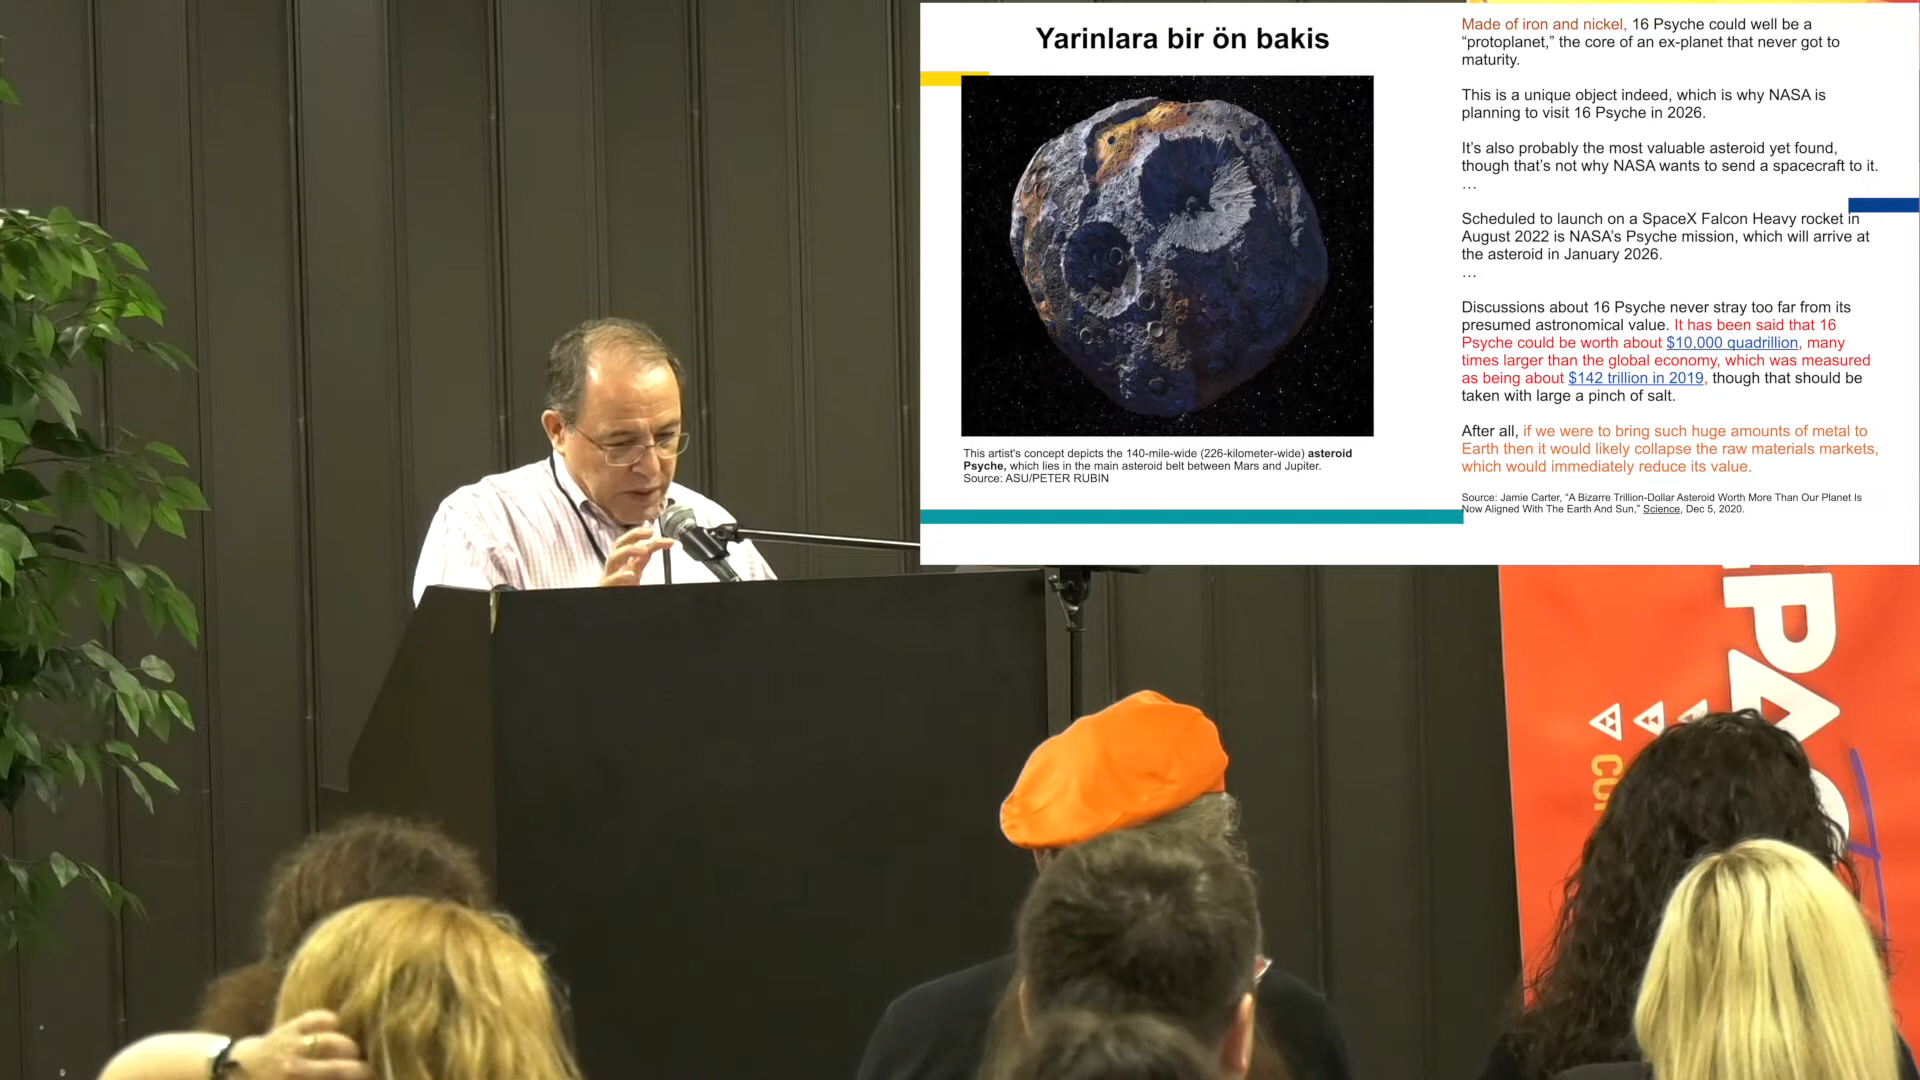 Yarinlara bir ön bakis
This artist's concept depicts the 140-mile-wide (226-kilometer-wide) asteroid
Psyche, which lies in the main asteroid belt between Mars and Jupiter.
Source: ASU/PETER RUBIN
Made of iron and nickel, 16 Psyche could well be a
“protoplanet,” the core of an ex-planet that never got to
maturity.
This is a unique object indeed, which is why NASA is
planning to visit 16 Psyche in 2026.
It’s also probably the most valuable asteroid yet found,
though that’s not why NASA wants to send a spacecraft to it.
…
Scheduled to launch on a SpaceX Falcon Heavy rocket in
August 2022 is NASA’s Psyche mission, which will arrive at
the asteroid in January 2026.
…
Discussions about 16 Psyche never stray too far from its
presumed astronomical value. It has been said that 16
Psyche could be worth about $10,000 quadrillion, many
times larger than the global economy, which was measured
as being about $142 trillion in 2019, though that should be
taken with large a pinch of salt.
After all, if we were to bring such huge amounts of metal to
Earth then it would likely collapse the raw materials markets,
which would immediately reduce its value.
Source: Jamie Carter, “A Bizarre Trillion-Dollar Asteroid Worth More Than Our Planet Is
Now Aligned With The Earth And Sun,” Science, Dec 5, 2020.